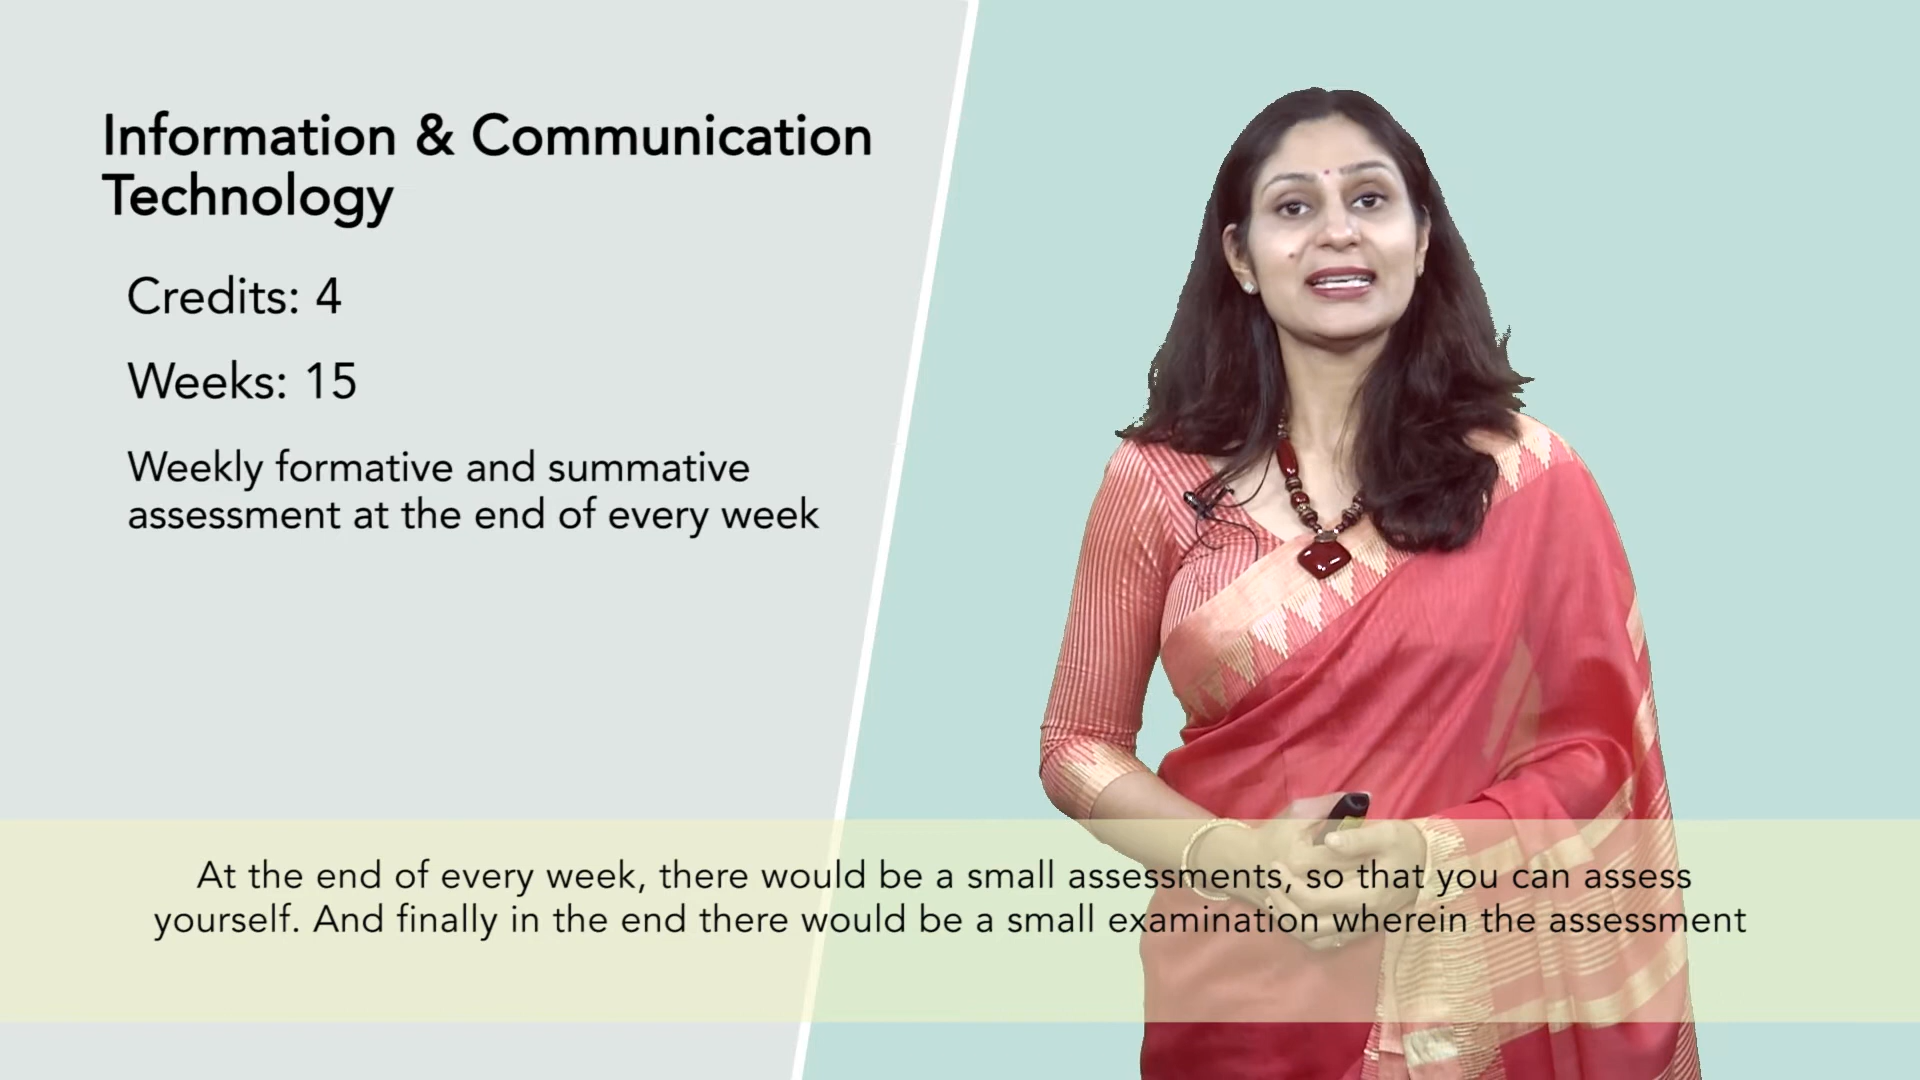 Information & Communication
Technology
Credits: 4
Weeks: 15
Weekly formative and summative
assessment at the end of every week
At the end of every week, there would be a small assessments, so that you can assess
yourself. And finally in the end there would be a small examination wherein the assessment